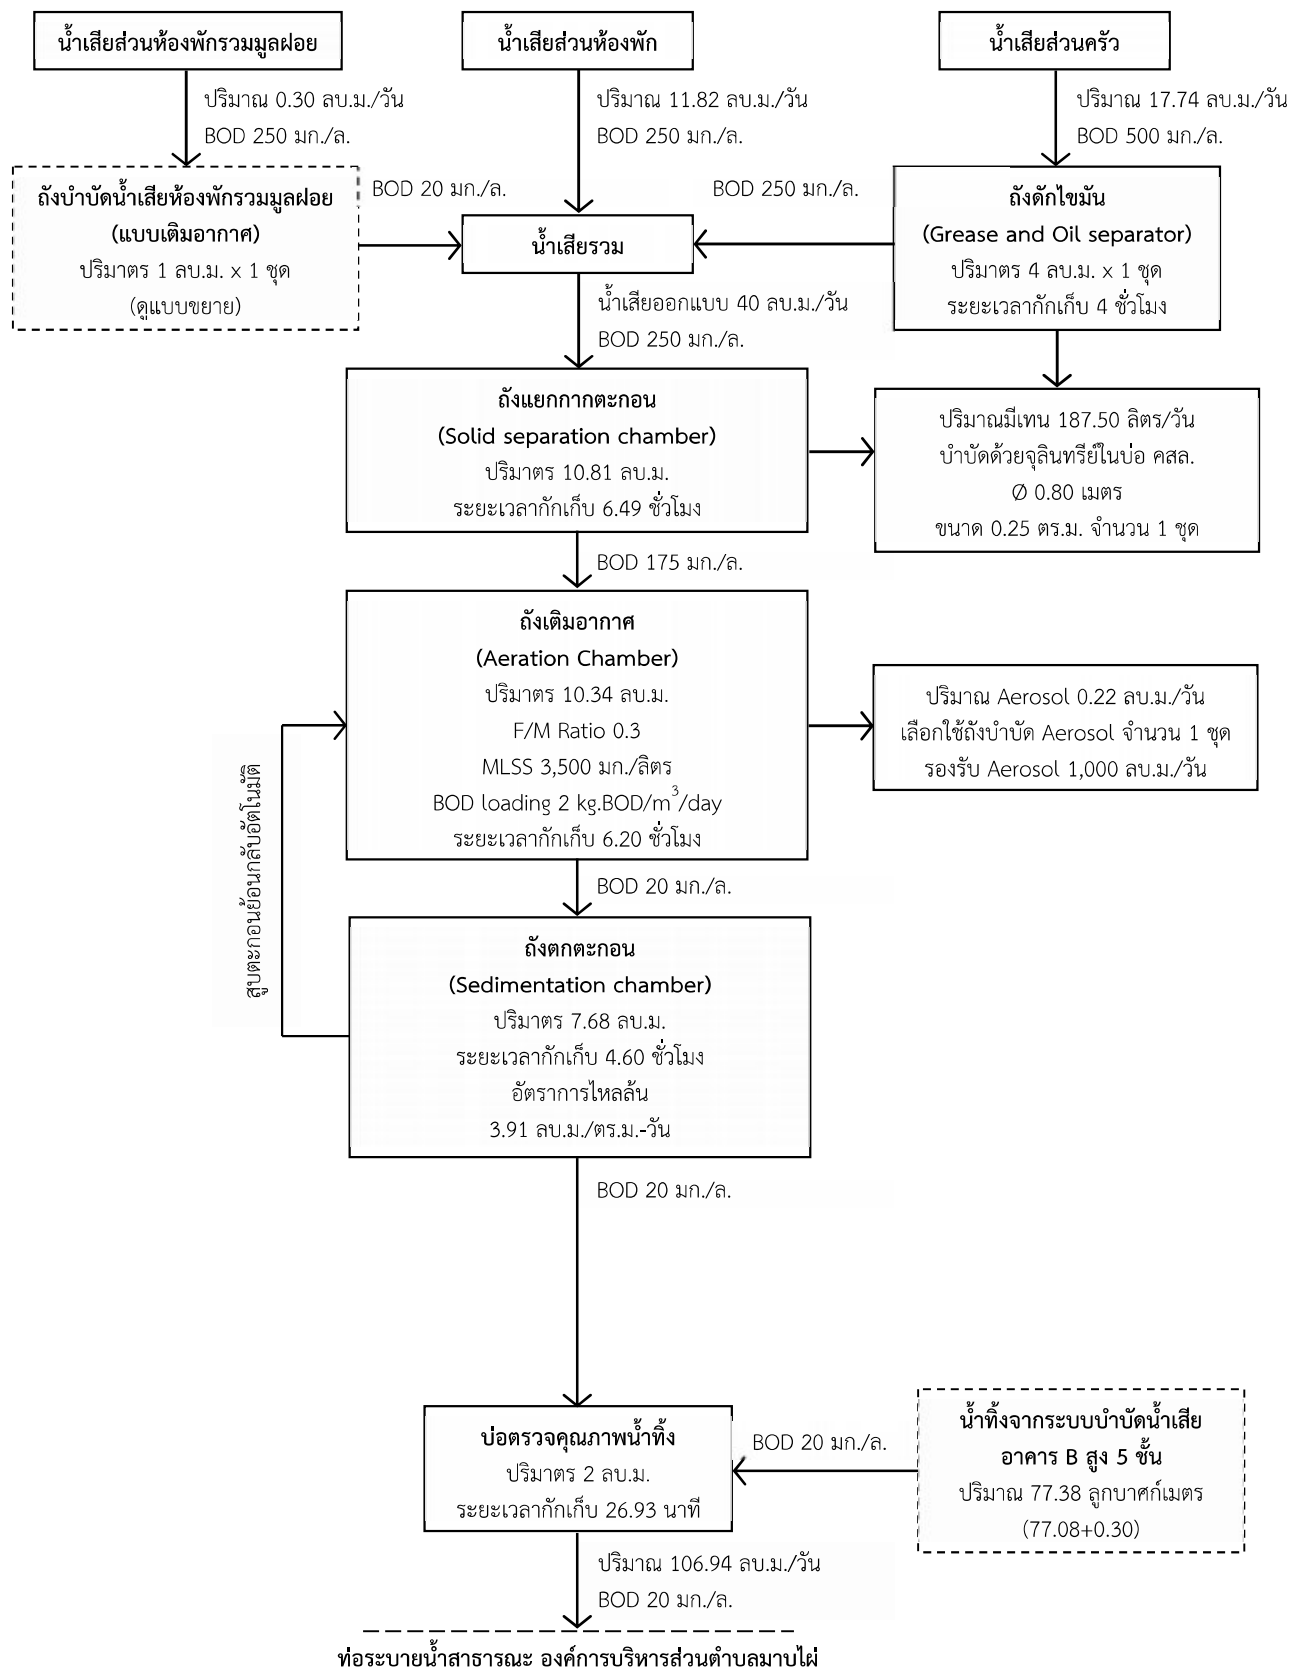 น้ำเสียส่วนห้องพักรวมมูลฝอย
น้ำเสียส่วนห้องพัก
น้ำเสียส่วนครัว
ปริมาณ 0.30 ลบ.ม./วัน
BOD 250 มก./ล.
ปริมาณ 11.82 ลบ.ม./วัน
BOD 250 มก./ล.
ปริมาณ 17.74 ลบ.ม./วัน
BOD 500 มก./ล.
ถังบำบัดน้ำเสียห้องพักรวมมูลฝอย
(แบบเติมอากาศ)
ปริมาตร 1 ลบ.ม. x 1 ชุด
(ดูแบบขยาย)
BOD 20 มก./ล.
น้ำเสียรวม
BOD 250 มก./ล.
ถังดักไขมัน
(Grease and Oil separator)
ปริมาตร 4 ลบ.ม. x 1 ชุด
ระยะเวลากักเก็บ 4 ชั่วโมง
น้ำเสียออกแบบ 40 ลบ.ม./วัน
BOD 250 มก./ล.
ถังแยกกากตะกอน
(Solid separation chamber)
ปริมาตร 10.81 ลบ.ม.
ระยะเวลากักเก็บ 6.49 ชั่วโมง
ปริมาณมีเทน 187.50 ลิตร/วัน
บำบัดด้วยจุลินทรีย์ในบ่อ คสล.
Ø 0.80 เมตร
ขนาด 0.25 ตร.ม. จำนวน 1 ชุด
BOD 175 มก./ล.
ถังเติมอากาศ
(Aeration Chamber)
ปริมาตร 10.34 ลบ.ม.
F/M Ratio 0.3
MLSS 3,500 มก./ลิตร
BOD loading 2 kg.BOD/m³/day
ระยะเวลากักเก็บ 6.20 ชั่วโมง
ปริมาณ Aerosol 0.22 ลบ.ม./วัน
เลือกใช้ถังบำบัด Aerosol จำนวน 1 ชุด
รองรับ Aerosol 1,000 ลบ.ม./วัน
สูบตะกอนย้อนกลับอัตโนมัติ
BOD 20 มก./ล.
ถังตกตะกอน
(Sedimentation chamber)
ปริมาตร 7.68 ลบ.ม.
ระยะเวลากักเก็บ 4.60 ชั่วโมง
อัตราการไหลล้น
3.91 ลบ.ม./ตร.ม.-วัน
BOD 20 มก./ล.
บ่อตรวจคุณภาพน้ำทิ้ง
ปริมาตร 2 ลบ.ม.
ระยะเวลากักเก็บ 26.93 นาที
BOD 20 มก./ล.
น้ำทิ้งจากระบบบำบัดน้ำเสีย
อาคาร B สูง 5 ชั้น
ปริมาณ 77.38 ลูกบาศก์เมตร
(77.08+0.30)
ปริมาณ 106.94 ลบ.ม./วัน
BOD 20 มก./ล.
ท่อระบายน้ำสาธารณะ องค์การบริหารส่วนตำบลมาบไผ่